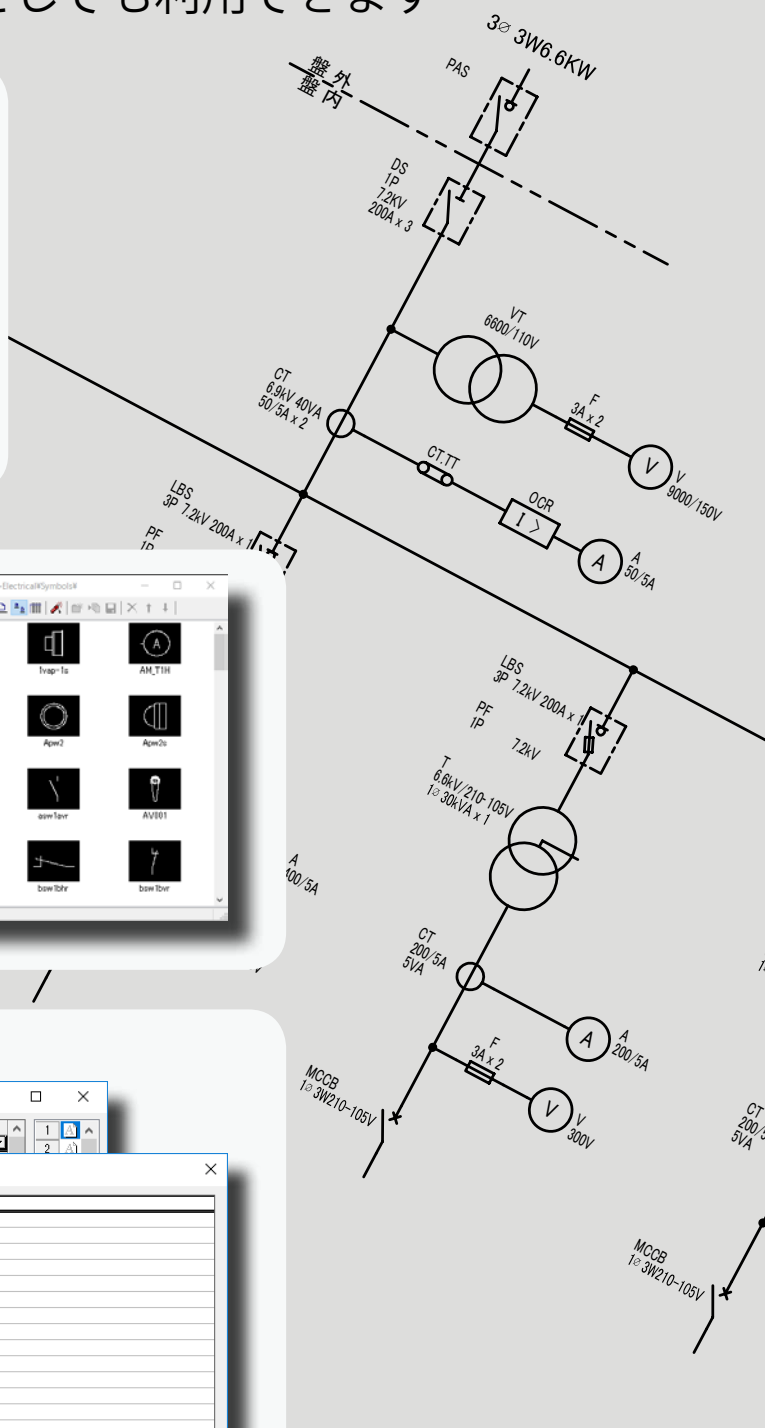 としても利用できます
3∅ 3W6.6KW
PAS
盤外
盤内
DS
1P
7.2KV
200A x 3
VT
6600/110V
F
3A x 2
V
V
9000/150V
CT
6.9kV 40VA
50/5A x 2
CT.TT
OCR
I >
A
A
50/5A
LBS
3P 7.2kV 200A x 1
PF
1P
LBS
3P 7.2kV 200A x 1
PF
1P 7.2kV
T
6.6kV/210-105V
1∅ 30kVA x 1
A
400/5A
CT
200/5A
5VA
A
A
200/5A
F
3A x 2
V
V
300V
MCCB
1∅ 3W210-105V
CT
200/5
5VA
MCCB
1∅ 3W210-105V
Electrical¥Symbols¥
1vap-1s
AM_T1H
Apw2
Apw2s
asw1avr
AV001
bsw1bhr
bsw1bvr
1
2